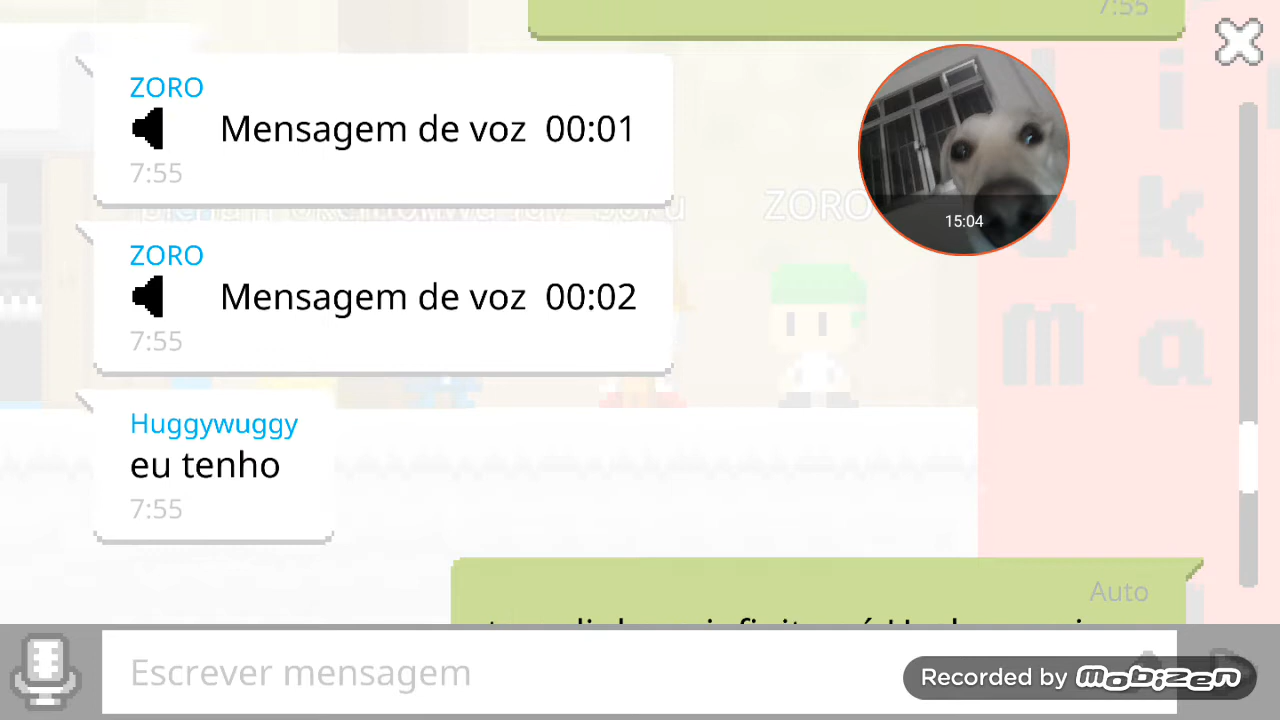 7:55
ZORO
Mensagem de voz 00:01
7:55
ZORO
ZORO
Mensagem de voz 00:02
7:55
Huggywuggy
eu tenho
7:55
Auto
Escrever mensagem
15:04
i
k
M a
Recorded by mobizen